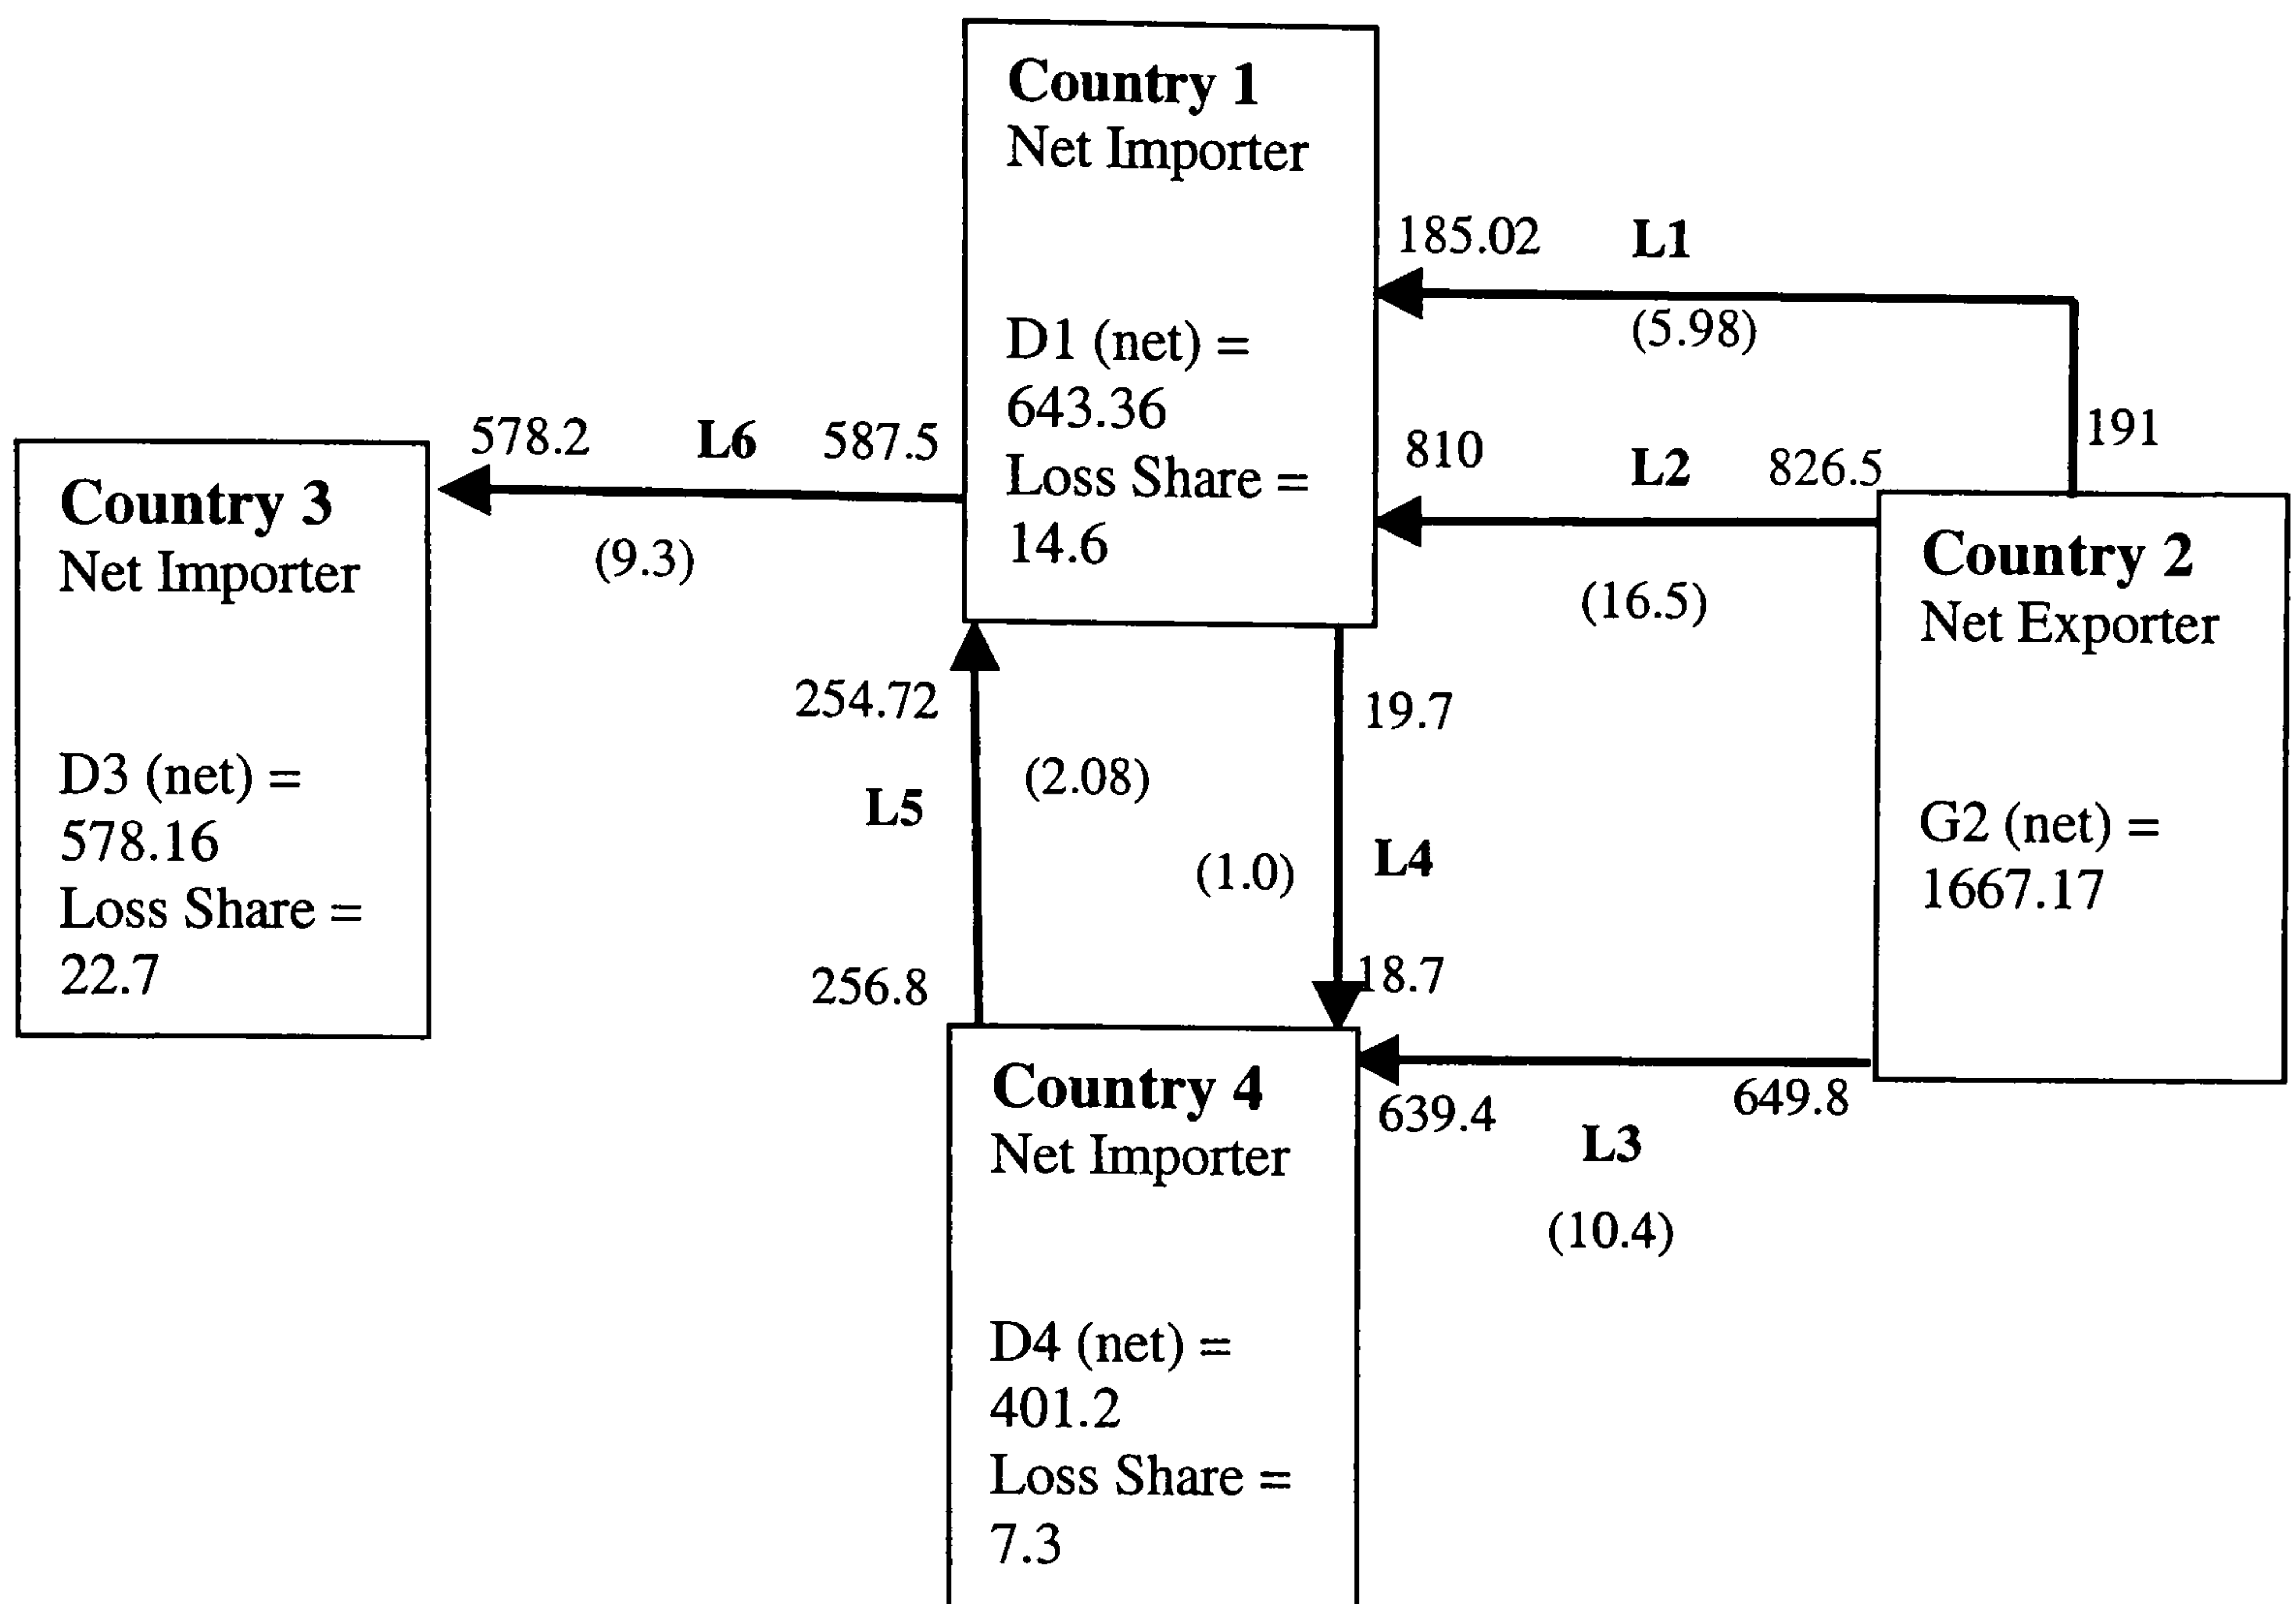 Country 1
Net Importer
D1 (net) =
643.36
Loss Share =
14.6
185.02
L1
(5.98)
191
810
L2
826.5
(16.5)
578.2
L6
587.5
(9.3)
Country 3
Net Importer
D3 (net) =
578.16
Loss Share =
22.7
Country 2
Net Exporter
G2 (net) =
1667.17
254.72
(2.08)
L5
256.8
19.7
(1.0)
L4
18.7
Country 4
Net Importer
D4 (net) =
401.2
Loss Share =
7.3
639.4
649.8
L3
(10.4)